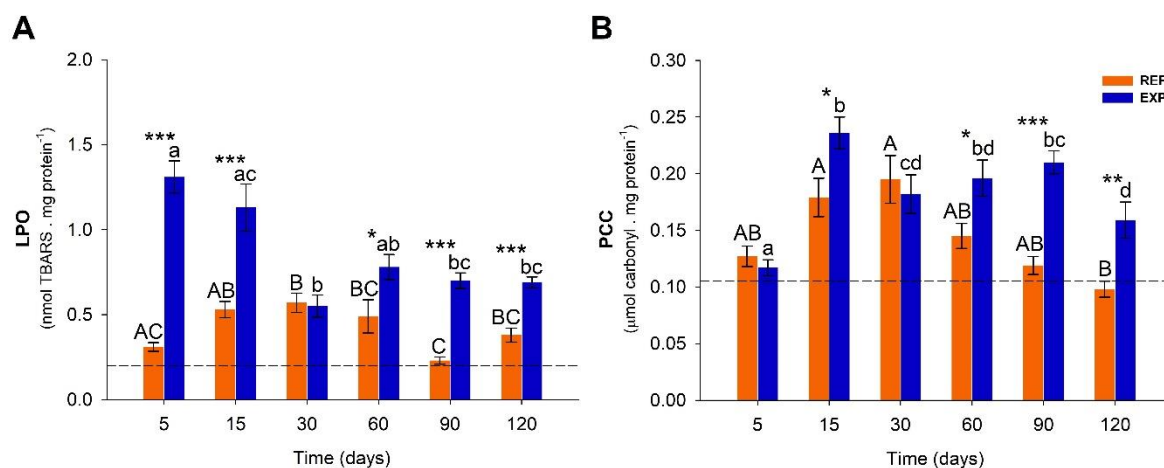 A
LPO
(nmol TBARS . mg protein⁻¹)
2.0
1.5
1.0
0.5
0.0
*** a
*** ac
* ab
*** bc
*** bc
AC
AB
B b
BC
C
BC
5 15 30 60 90 120
Time (days)
B
PCC
(µmol carbonyl . mg protein⁻¹)
0.30
0.25
0.20
0.15
0.10
0.05
0.00
REF
EXP
* b
A
A cd
* bd
*** bc
** d
AB a
AB
AB
B
5 15 30 60 90 120
Time (days)